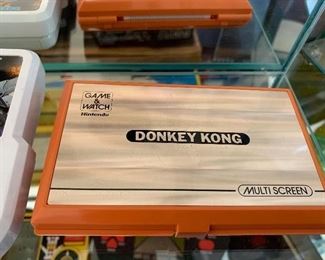 GAME
&
WATCH
Nintendo
DONKEY KONG
MULTI SCREEN